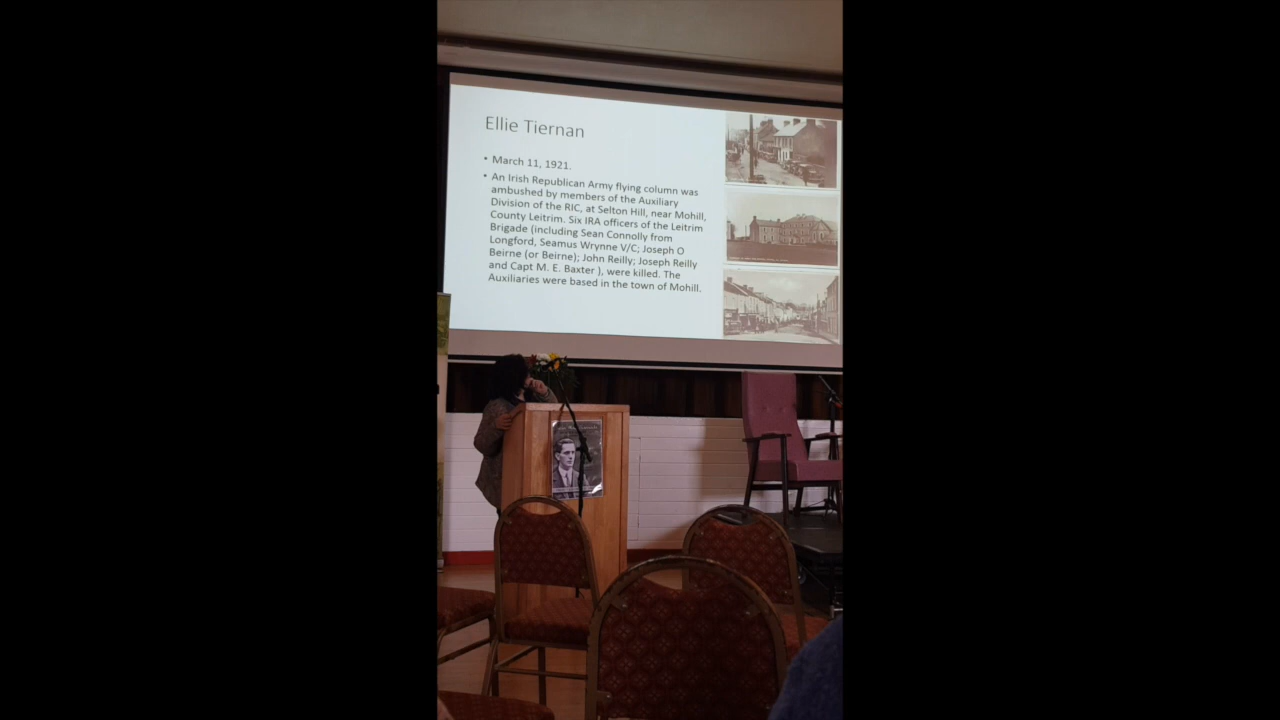 Ellie Tiernan
• March 11, 1921.
• An Irish Republican Army flying column was
ambushed by members of the Auxiliary
Division of the RIC, at Selton Hill, near Mohill,
County Leitrim. Six IRA officers of the Leitrim
Brigade (including Sean Connolly from
Longford, Seamus Wrynne V/C; Joseph O
Beirne (or Beirne); John Reilly; Joseph Reilly
and Capt M. E. Baxter ), were killed. The
Auxiliaries were based in the town of Mohill.